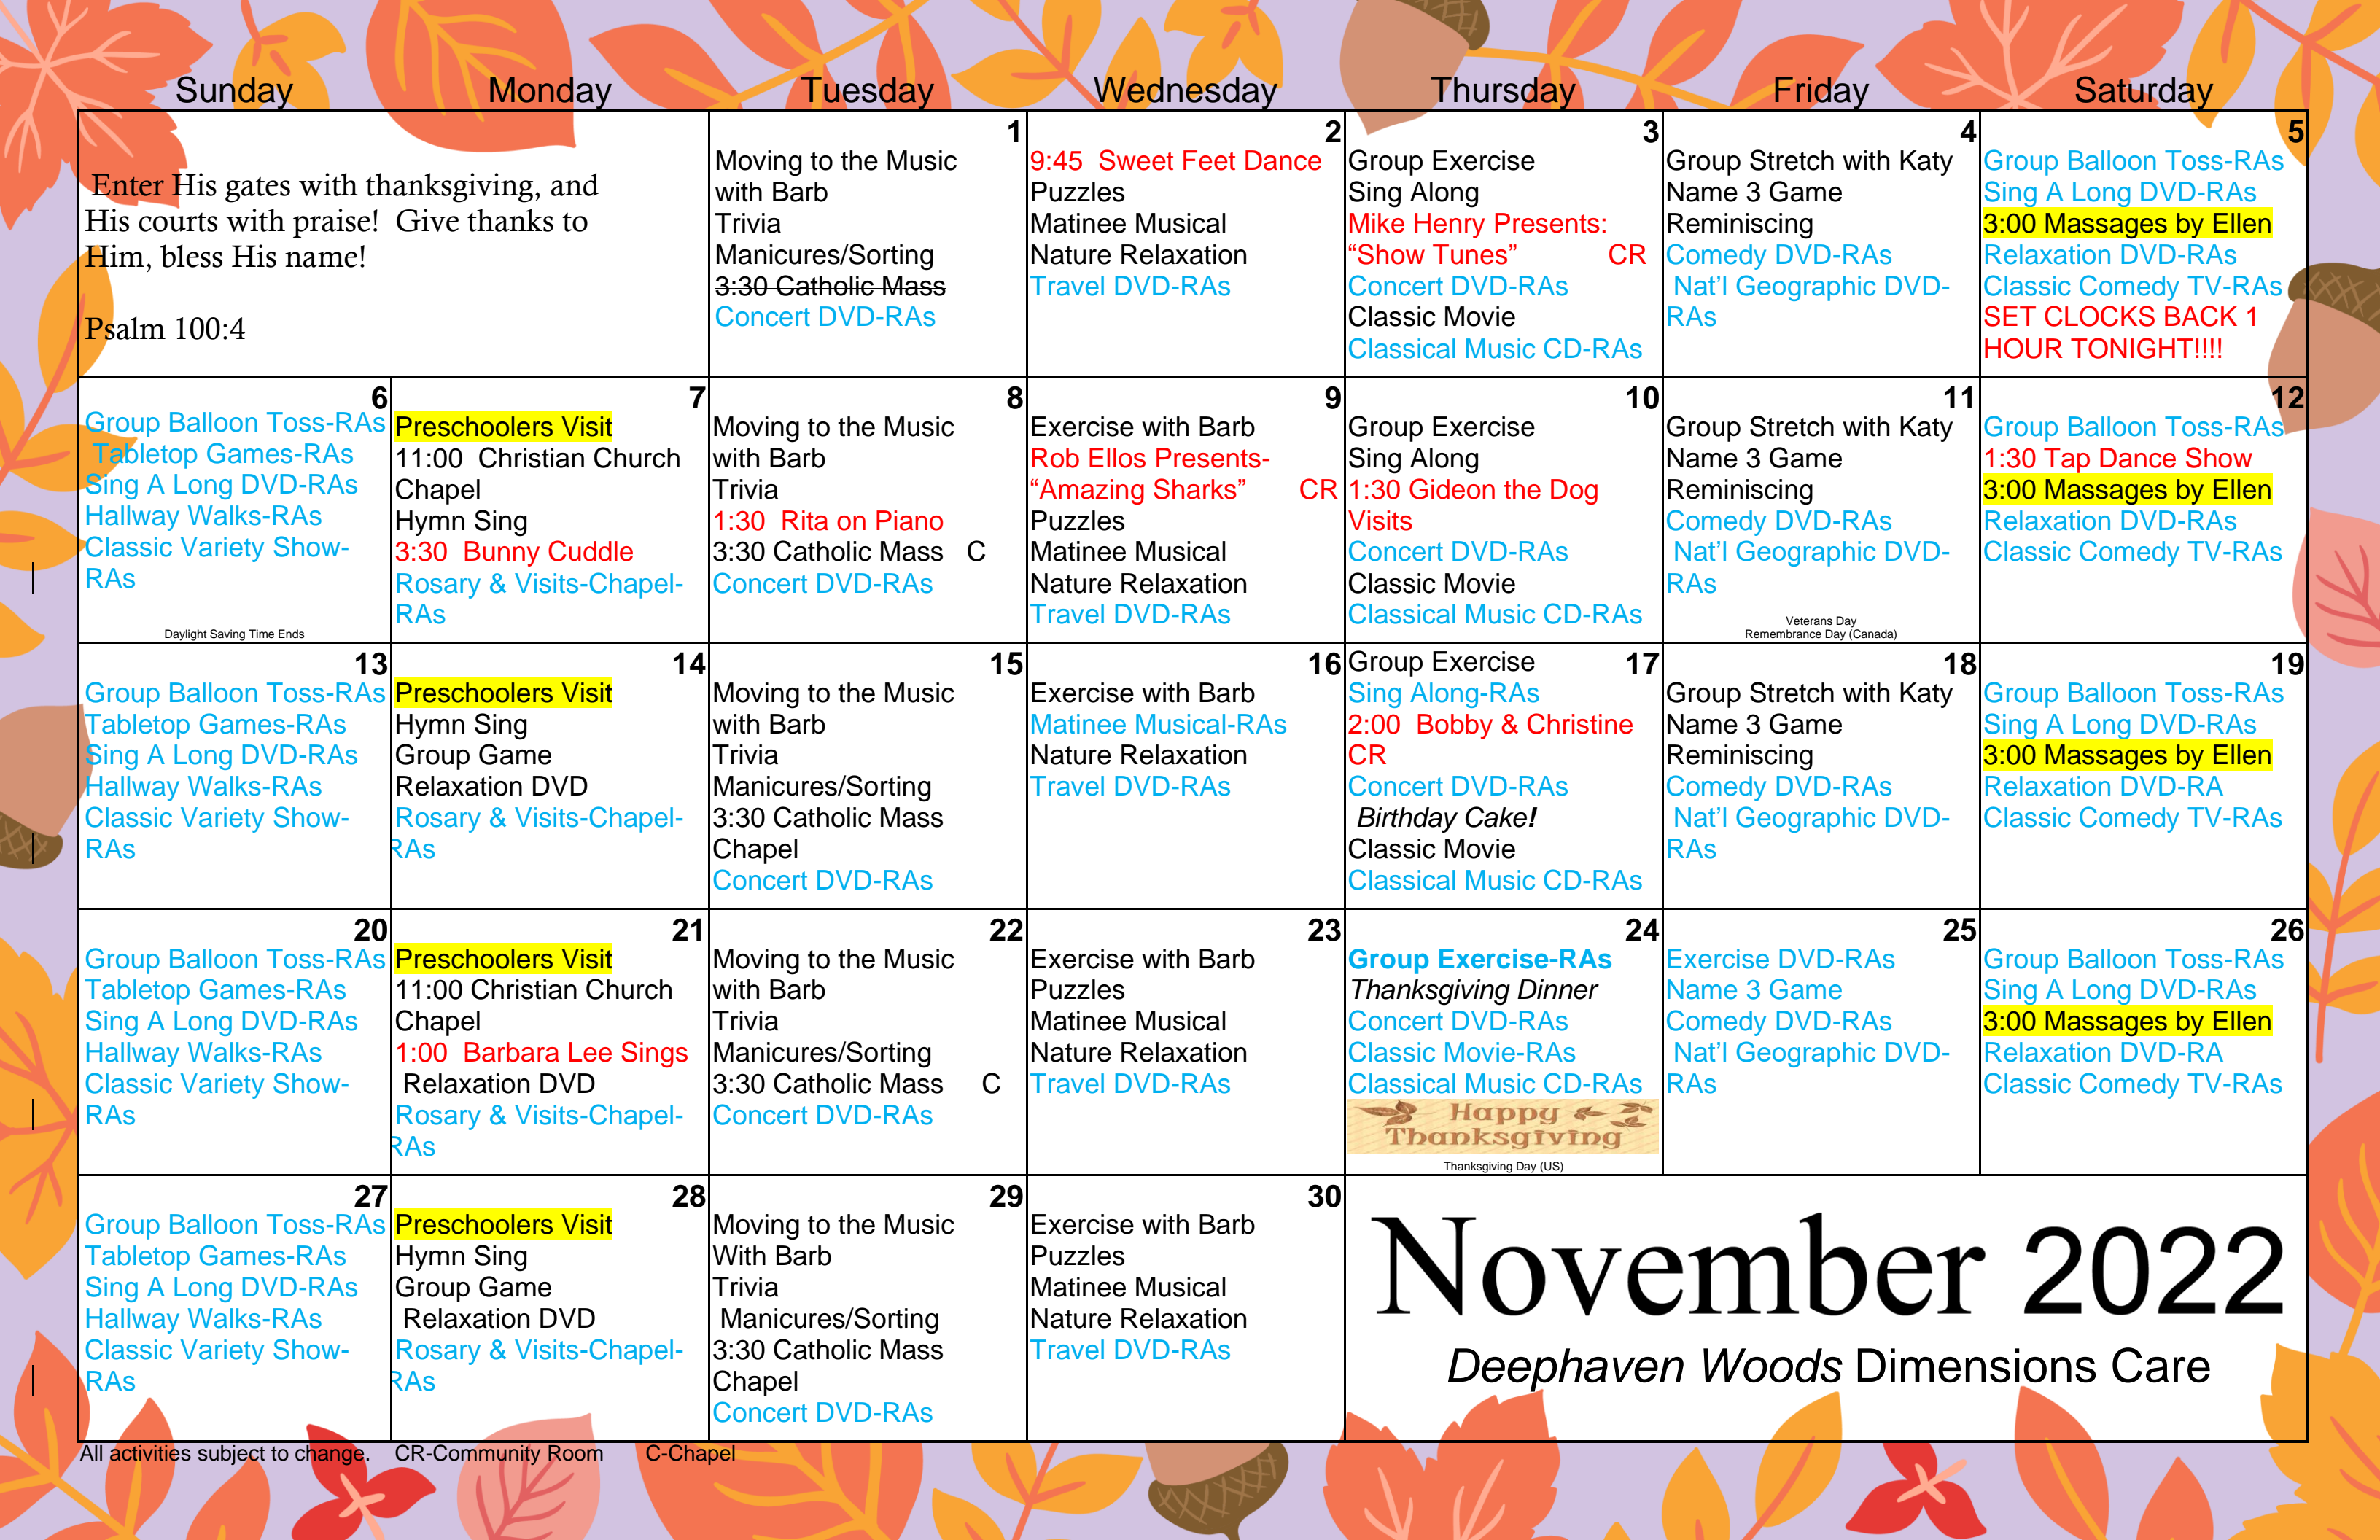 Sunday Monday Tuesday Wednesday Thursday Friday Saturday
Enter His gates with thanksgiving, and
His courts with praise!  Give thanks to
Him, bless His name!
Psalm 100:4
1
Moving to the Music
with Barb
Trivia
Manicures/Sorting
3:30 Catholic Mass
Concert DVD-RAs
2
9:45  Sweet Feet Dance
Puzzles
Matinee Musical
Nature Relaxation
Travel DVD-RAs
3
Group Exercise
Sing Along
Mike Henry Presents:
“Show Tunes” CR
Concert DVD-RAs
Classic Movie
Classical Music CD-RAs
4
Group Stretch with Katy
Name 3 Game
Reminiscing
Comedy DVD-RAs
Nat’l Geographic DVD-
RAs
5
Group Balloon Toss-RAs
Sing A Long DVD-RAs
3:00 Massages by Ellen
Relaxation DVD-RAs
Classic Comedy TV-RAs
SET CLOCKS BACK 1
HOUR TONIGHT!!!!
6
Group Balloon Toss-RAs
Tabletop Games-RAs
Sing A Long DVD-RAs
Hallway Walks-RAs
Classic Variety Show-
RAs
Daylight Saving Time Ends
7
Preschoolers Visit
11:00  Christian Church
Chapel
Hymn Sing
3:30  Bunny Cuddle
Rosary & Visits-Chapel-
RAs
8
Moving to the Music
with Barb
Trivia
1:30  Rita on Piano
3:30 Catholic Mass C
Concert DVD-RAs
9
Exercise with Barb
Rob Ellos Presents-
“Amazing Sharks” CR
Puzzles
Matinee Musical
Nature Relaxation
Travel DVD-RAs
10
Group Exercise
Sing Along
1:30 Gideon the Dog
Visits
Concert DVD-RAs
Classic Movie
Classical Music CD-RAs
11
Group Stretch with Katy
Name 3 Game
Reminiscing
Comedy DVD-RAs
Nat’l Geographic DVD-
RAs
Veterans Day
Remembrance Day (Canada)
12
Group Balloon Toss-RAs
1:30 Tap Dance Show
3:00 Massages by Ellen
Relaxation DVD-RAs
Classic Comedy TV-RAs
13
Group Balloon Toss-RAs
Tabletop Games-RAs
Sing A Long DVD-RAs
Hallway Walks-RAs
Classic Variety Show-
RAs
14
Preschoolers Visit
Hymn Sing
Group Game
Relaxation DVD
Rosary & Visits-Chapel-
RAs
15
Moving to the Music
with Barb
Trivia
Manicures/Sorting
3:30 Catholic Mass
Chapel
Concert DVD-RAs
16
Exercise with Barb
Matinee Musical-RAs
Nature Relaxation
Travel DVD-RAs
17
Group Exercise
Sing Along-RAs
2:00  Bobby & Christine
CR
Concert DVD-RAs
Birthday Cake!
Classic Movie
Classical Music CD-RAs
18
Group Stretch with Katy
Name 3 Game
Reminiscing
Comedy DVD-RAs
Nat’l Geographic DVD-
RAs
19
Group Balloon Toss-RAs
Sing A Long DVD-RAs
3:00 Massages by Ellen
Relaxation DVD-RA
Classic Comedy TV-RAs
20
Group Balloon Toss-RAs
Tabletop Games-RAs
Sing A Long DVD-RAs
Hallway Walks-RAs
Classic Variety Show-
RAs
21
Preschoolers Visit
11:00 Christian Church
Chapel
1:00  Barbara Lee Sings
Relaxation DVD
Rosary & Visits-Chapel-
RAs
22
Moving to the Music
with Barb
Trivia
Manicures/Sorting
3:30 Catholic Mass C
Concert DVD-RAs
23
Exercise with Barb
Puzzles
Matinee Musical
Nature Relaxation
Travel DVD-RAs
24
Group Exercise-RAs
Thanksgiving Dinner
Concert DVD-RAs
Classic Movie-RAs
Classical Music CD-RAs
Happy
Thanksgiving
Thanksgiving Day (US)
25
Exercise DVD-RAs
Name 3 Game
Comedy DVD-RAs
Nat’l Geographic DVD-
RAs
26
Group Balloon Toss-RAs
Sing A Long DVD-RAs
3:00 Massages by Ellen
Relaxation DVD-RA
Classic Comedy TV-RAs
27
Group Balloon Toss-RAs
Tabletop Games-RAs
Sing A Long DVD-RAs
Hallway Walks-RAs
Classic Variety Show-
RAs
28
Preschoolers Visit
Hymn Sing
Group Game
Relaxation DVD
Rosary & Visits-Chapel-
RAs
29
Moving to the Music
With Barb
Trivia
Manicures/Sorting
3:30 Catholic Mass
Chapel
Concert DVD-RAs
30
Exercise with Barb
Puzzles
Matinee Musical
Nature Relaxation
Travel DVD-RAs
November 2022
Deephaven Woods Dimensions Care
All activities subject to change. CR-Community Room C-Chapel